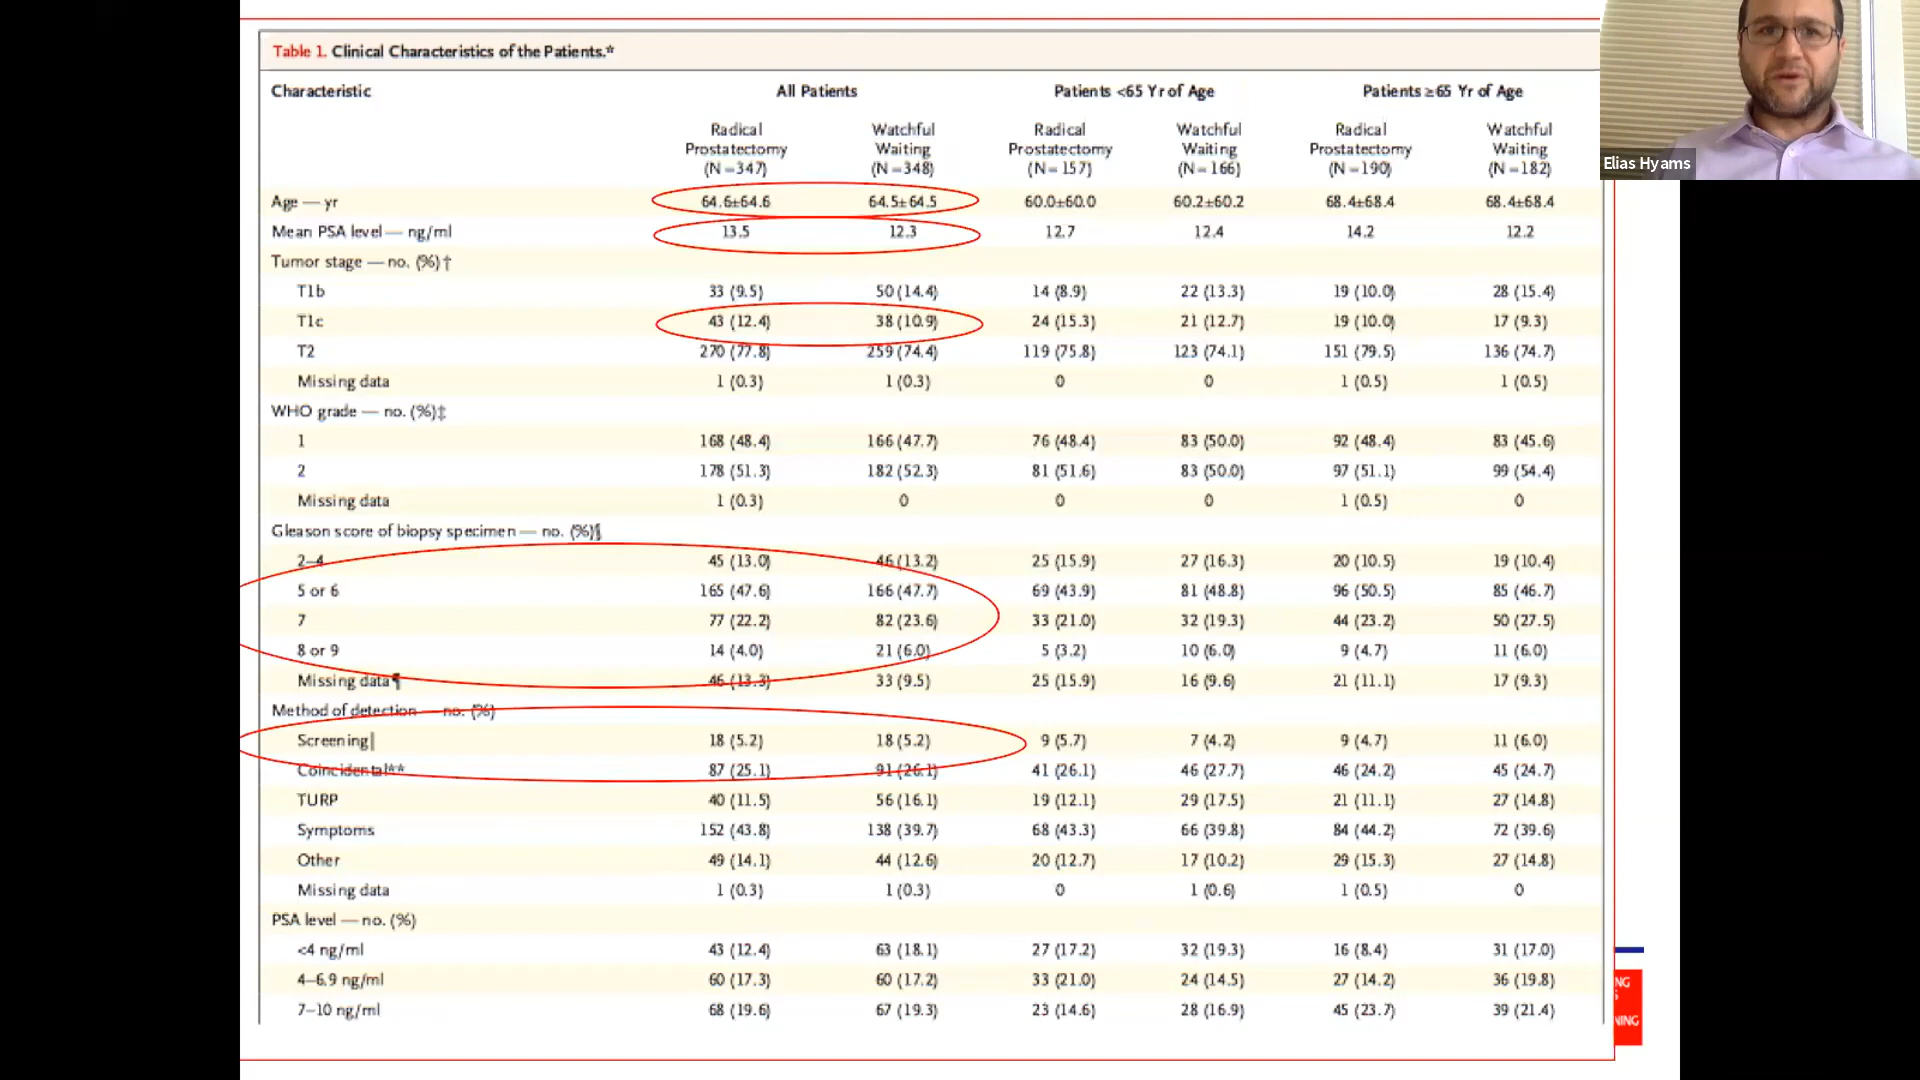 Table 1. Clinical Characteristics of the Patients.*
Characteristic All Patients Patients <65 Yr of Age Patients ≥65 Yr of Age
Radical Watchful Radical Watchful Radical Watchful
Prostatectomy Waiting Prostatectomy Waiting Prostatectomy Waiting
(N=347) (N=348) (N=157) (N=166) (N=190) (N=182)
Elias Hyams
Age — yr 64.6±64.6 64.5±64.5 60.0±60.0 60.2±60.2 68.4±68.4 68.4±68.4
Mean PSA level — ng/ml 13.5 12.3 12.7 12.4 14.2 12.2
Tumor stage — no. (%)†
T1b 33 (9.5) 50 (14.4) 14 (8.9) 22 (13.3) 19 (10.0) 28 (15.4)
T1c 43 (12.4) 38 (10.9) 24 (15.3) 21 (12.7) 19 (10.0) 17 (9.3)
T2 270 (77.8) 259 (74.4) 119 (75.8) 123 (74.1) 151 (79.5) 136 (74.7)
Missing data 1 (0.3) 1 (0.3) 0 0 1 (0.5) 1 (0.5)
WHO grade — no. (%)‡
1 168 (48.4) 166 (47.7) 76 (48.4) 83 (50.0) 92 (48.4) 83 (45.6)
2 178 (51.3) 182 (52.3) 81 (51.6) 83 (50.0) 97 (51.1) 99 (54.4)
Missing data 1 (0.3) 0 0 0 1 (0.5) 0
Gleason score of biopsy specimen — no. (%)§
2–4 45 (13.0) 46 (13.2) 25 (15.9) 27 (16.3) 20 (10.5) 19 (10.4)
5 or 6 165 (47.6) 166 (47.7) 69 (43.9) 81 (48.8) 96 (50.5) 85 (46.7)
7 77 (22.2) 82 (23.6) 33 (21.0) 32 (19.3) 44 (23.2) 50 (27.5)
8 or 9 14 (4.0) 21 (6.0) 5 (3.2) 10 (6.0) 9 (4.7) 11 (6.0)
Missing data¶ 46 (13.3) 33 (9.5) 25 (15.9) 16 (9.6) 21 (11.1) 17 (9.3)
Method of detection — no. (%)
Screening‖ 18 (5.2) 18 (5.2) 9 (5.7) 7 (4.2) 9 (4.7) 11 (6.0)
Coincidental** 87 (25.1) 91 (26.1) 41 (26.1) 46 (27.7) 46 (24.2) 45 (24.7)
TURP 40 (11.5) 56 (16.1) 19 (12.1) 29 (17.5) 21 (11.1) 27 (14.8)
Symptoms 152 (43.8) 138 (39.7) 68 (43.3) 66 (39.8) 84 (44.2) 72 (39.6)
Other 49 (14.1) 44 (12.6) 20 (12.7) 17 (10.2) 29 (15.3) 27 (14.8)
Missing data 1 (0.3) 1 (0.3) 0 1 (0.6) 1 (0.5) 0
PSA level — no. (%)
<4 ng/ml 43 (12.4) 63 (18.1) 27 (17.2) 32 (19.3) 16 (8.4) 31 (17.0)
4–6.9 ng/ml 60 (17.3) 60 (17.2) 33 (21.0) 24 (14.5) 27 (14.2) 36 (19.8)
7–10 ng/ml 68 (19.6) 67 (19.3) 23 (14.6) 28 (16.9) 45 (23.7) 39 (21.4)
NG
S
NING